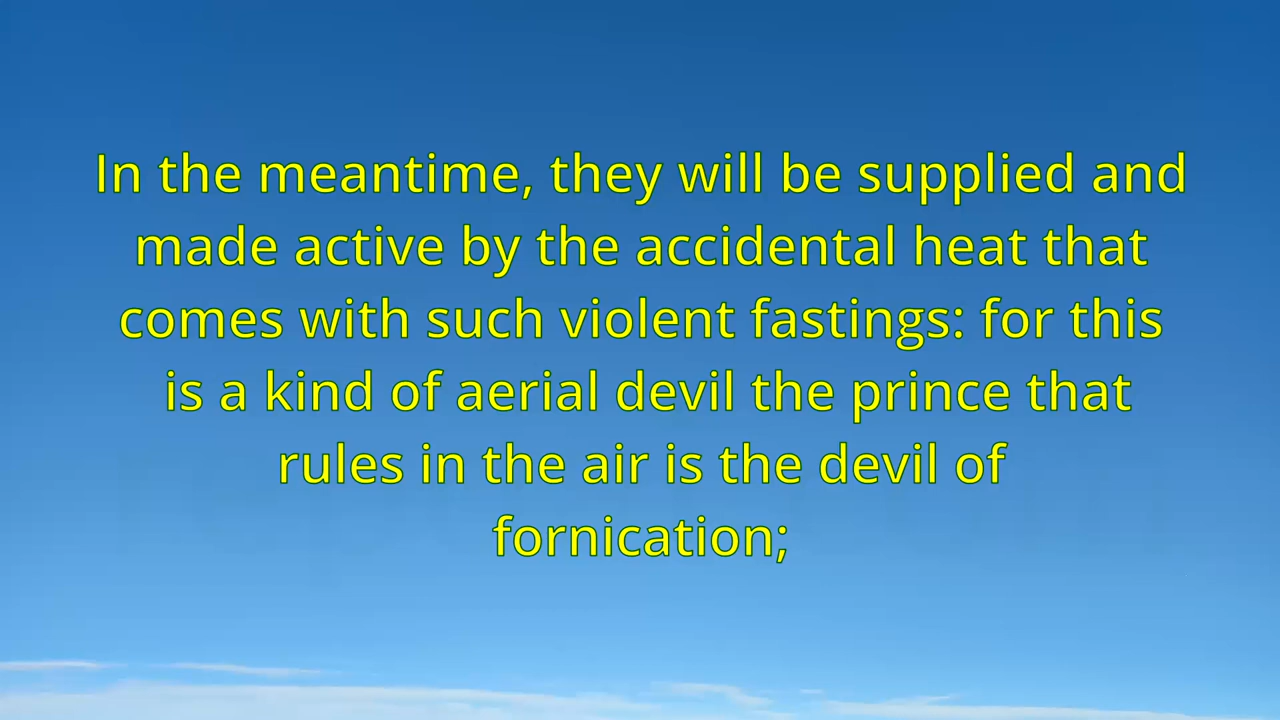 In the meantime, they will be supplied and
made active by the accidental heat that
comes with such violent fastings: for this
is a kind of aerial devil the prince that
rules in the air is the devil of
fornication;